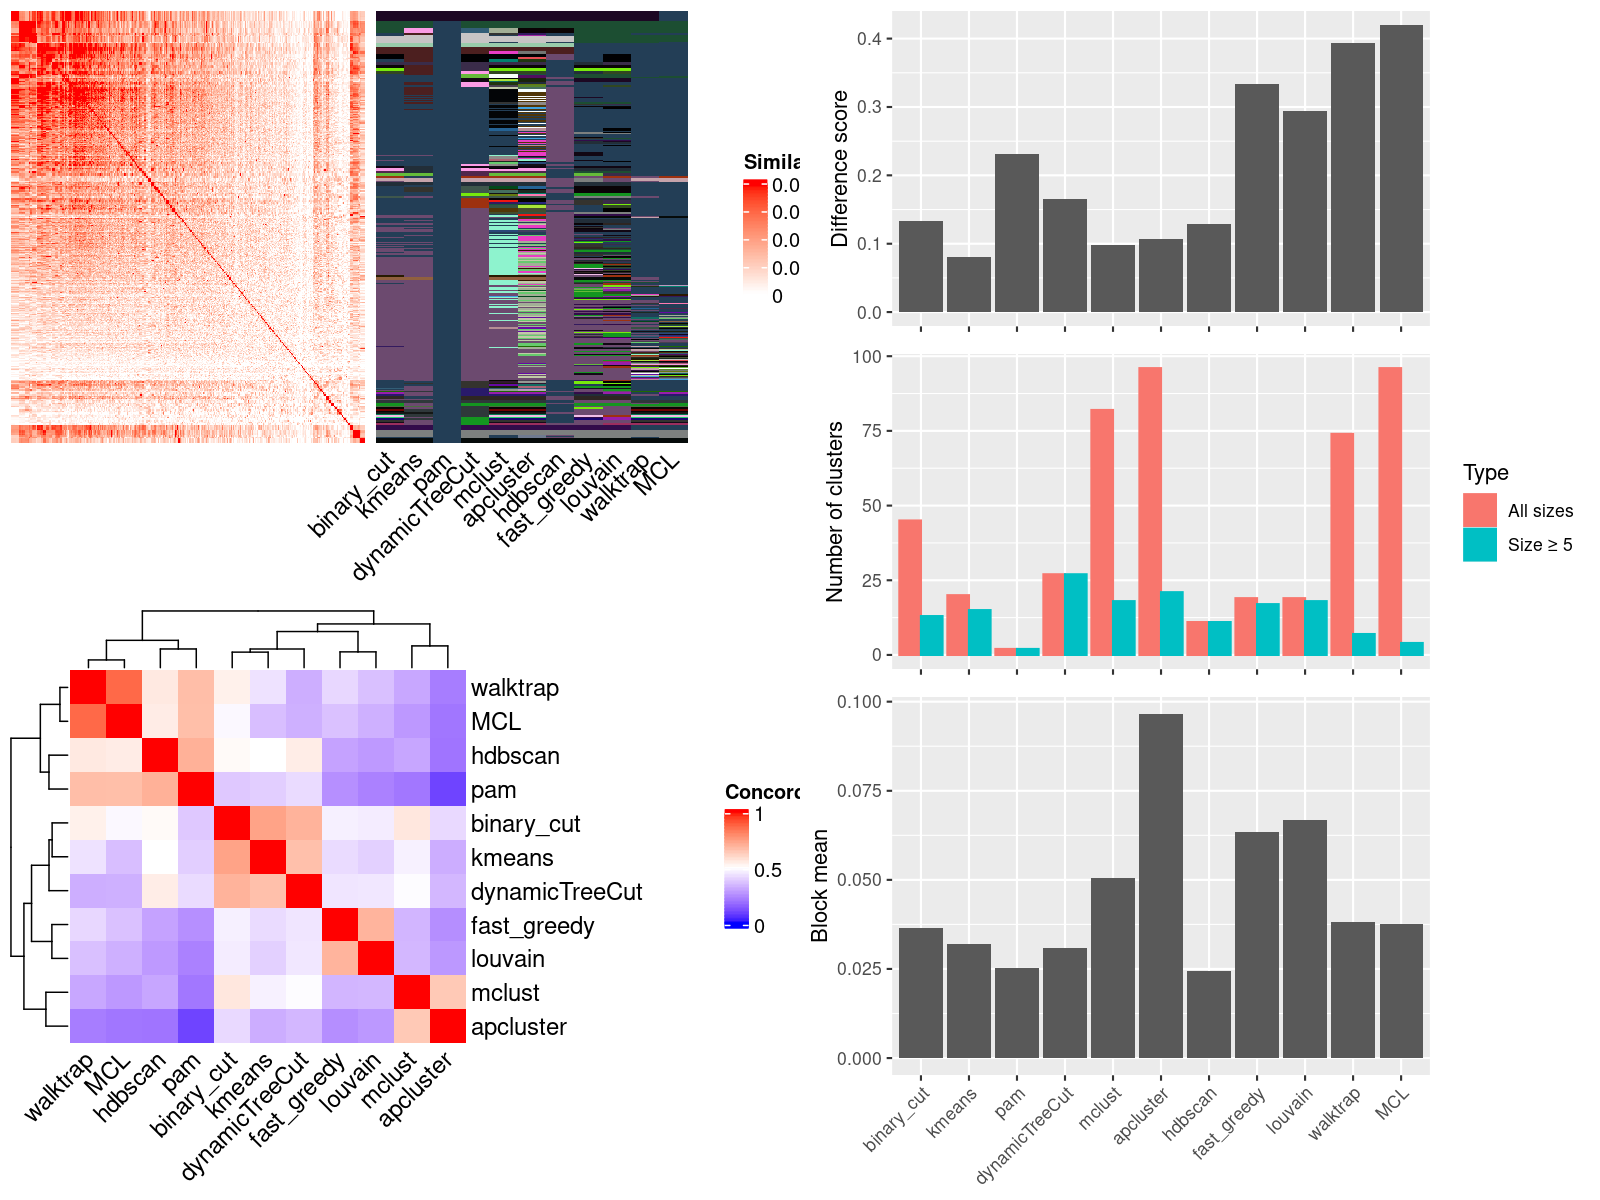 Simila
0.0
0.0
0.0
0.0
0
binary_cut
kmeans
pam
dynamicTreeCut
mclust
apcluster
hdbscan
fast_greedy
louvain
walktrap
MCL
walktrap
MCL
hdbscan
pam
binary_cut
kmeans
dynamicTreeCut
fast_greedy
louvain
mclust
apcluster
walktrap
MCL
hdbscan
pam
binary_cut
kmeans
dynamicTreeCut
fast_greedy
louvain
mclust
apcluster
Concord
1
0.5
0
Difference score
0.4
0.3
0.2
0.1
0.0
Number of clusters
100
75
50
25
0
Type
All sizes
Size ≥ 5
Block mean
0.100
0.075
0.050
0.025
0.000
binary_cut
kmeans
pam
dynamicTreeCut
mclust
apcluster
hdbscan
fast_greedy
louvain
walktrap
MCL